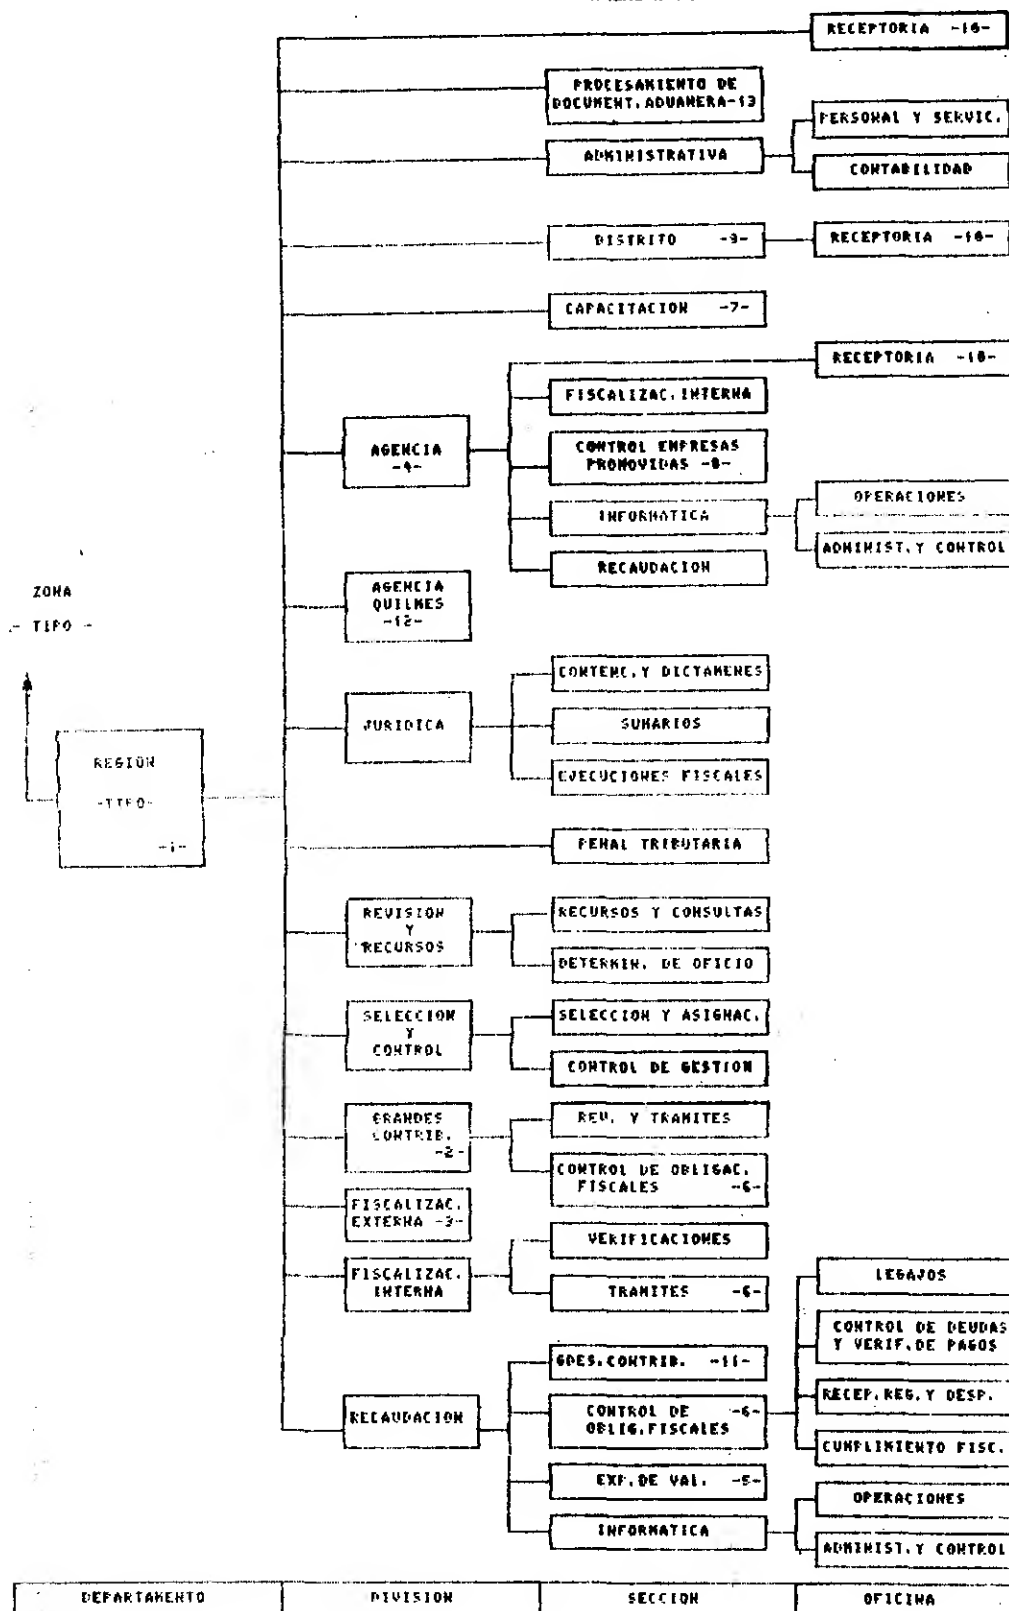 RECEPTORIA -10-
PROCESAMIENTO DE
DOCUMENT. ADUANERA-13
PERSONAL Y SERVIC.
ADMINISTRATIVA
CONTABILIDAD
DISTRITO -9-
RECEPTORIA -10-
CAPACITACION -7-
RECEPTORIA -10-
FISCALIZAC. INTERNA
AGENCIA
-4-
CONTROL EMPRESAS
PROMOVIDAS -8-
INFORMATICA
OPERACIONES
ADMINIST. Y CONTROL
RECAUDACION
ZONA
- TIPO -
AGENCIA
QUILMES
-12-
CONTENC. Y DICTAMENES
JURIDICA
SUMARIOS
EJECUCIONES FISCALES
REGION
-TIPO-
-1-
PENAL TRIBUTARIA
REVISION
Y
RECURSOS
RECURSOS Y CONSULTAS
DETERMIN. DE OFICIO
SELECCION
Y
CONTROL
SELECCION Y ASIGNAC.
CONTROL DE GESTION
GRANDES
CONTRIB.
-2-
REV. Y TRAMITES
CONTROL DE OBLIGAC.
FISCALES -6-
FISCALIZAC.
EXTERNA -3-
VERIFICACIONES
FISCALIZAC.
INTERNA
TRAMITES -6-
LEGAJOS
CONTROL DE DEUDAS
Y VERIF. DE PAGOS
GDES. CONTRIB. -11-
RECAUDACION
CONTROL DE -6-
OBLIG. FISCALES
RECEP. REG. Y DESP.
CUMPLIMIENTO FISC.
EXP. DE VAL. -5-
OPERACIONES
INFORMATICA
ADMINIST. Y CONTROL
DEPARTAMENTO DIVISION SECCION OFICINA